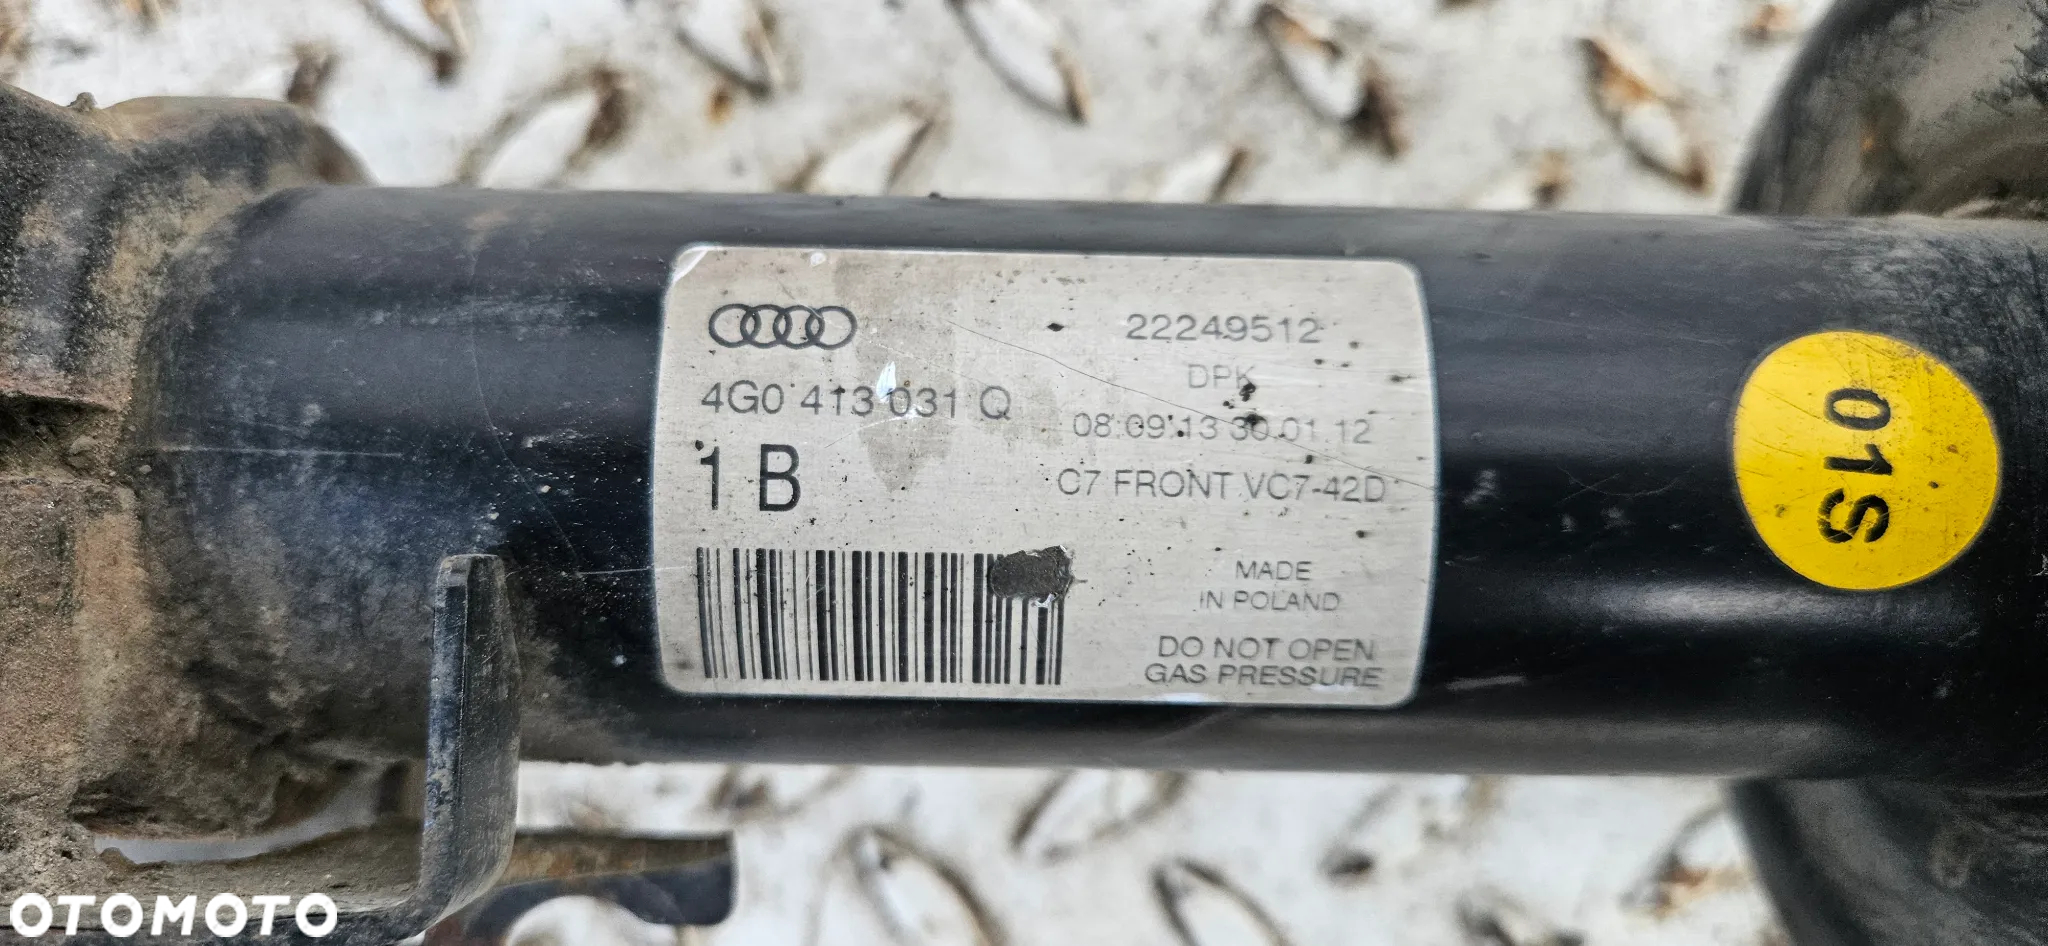 22249512
4G0 413 031 Q
DPK
08:09:13 30.01.12
1 B
C7 FRONT VC7-42D
MADE
IN POLAND
DO NOT OPEN
GAS PRESSURE
01S
OTOMOTO